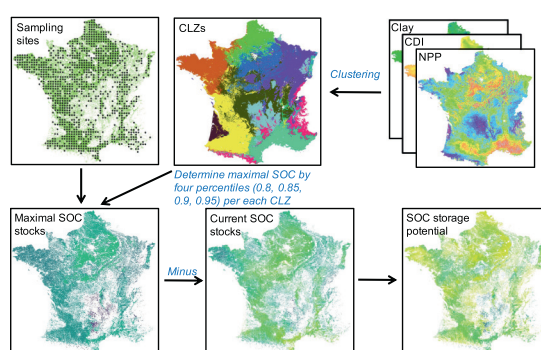 Sampling
sites
CLZs
Clay
CDI
NPP
Clustering
Determine maximal SOC by
four percentiles (0.8, 0.85,
0.9, 0.95) per each CLZ
Maximal SOC
stocks
Minus
Current SOC
stocks
SOC storage
potential